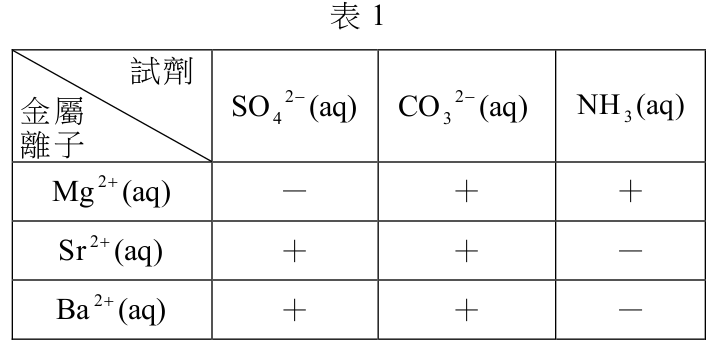 表 1
試劑
金屬
離子
SO₄²⁻(aq) CO₃²⁻(aq) NH₃(aq)
Mg²⁺(aq) － ＋ ＋
Sr²⁺(aq) ＋ ＋ －
Ba²⁺(aq) ＋ ＋ －